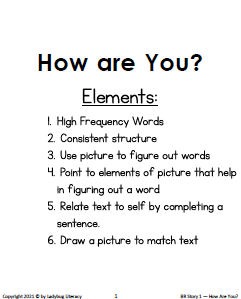 How are You?
Elements:
1. High Frequency Words
2. Consistent structure
3. Use picture to figure out words
4. Point to elements of picture that help
in figuring out a word
5. Relate text to self by completing a
sentence.
6. Draw a picture to match text
Copyright 2021 © by Ladybug Literacy 1 ER Story 1 — How Are You?